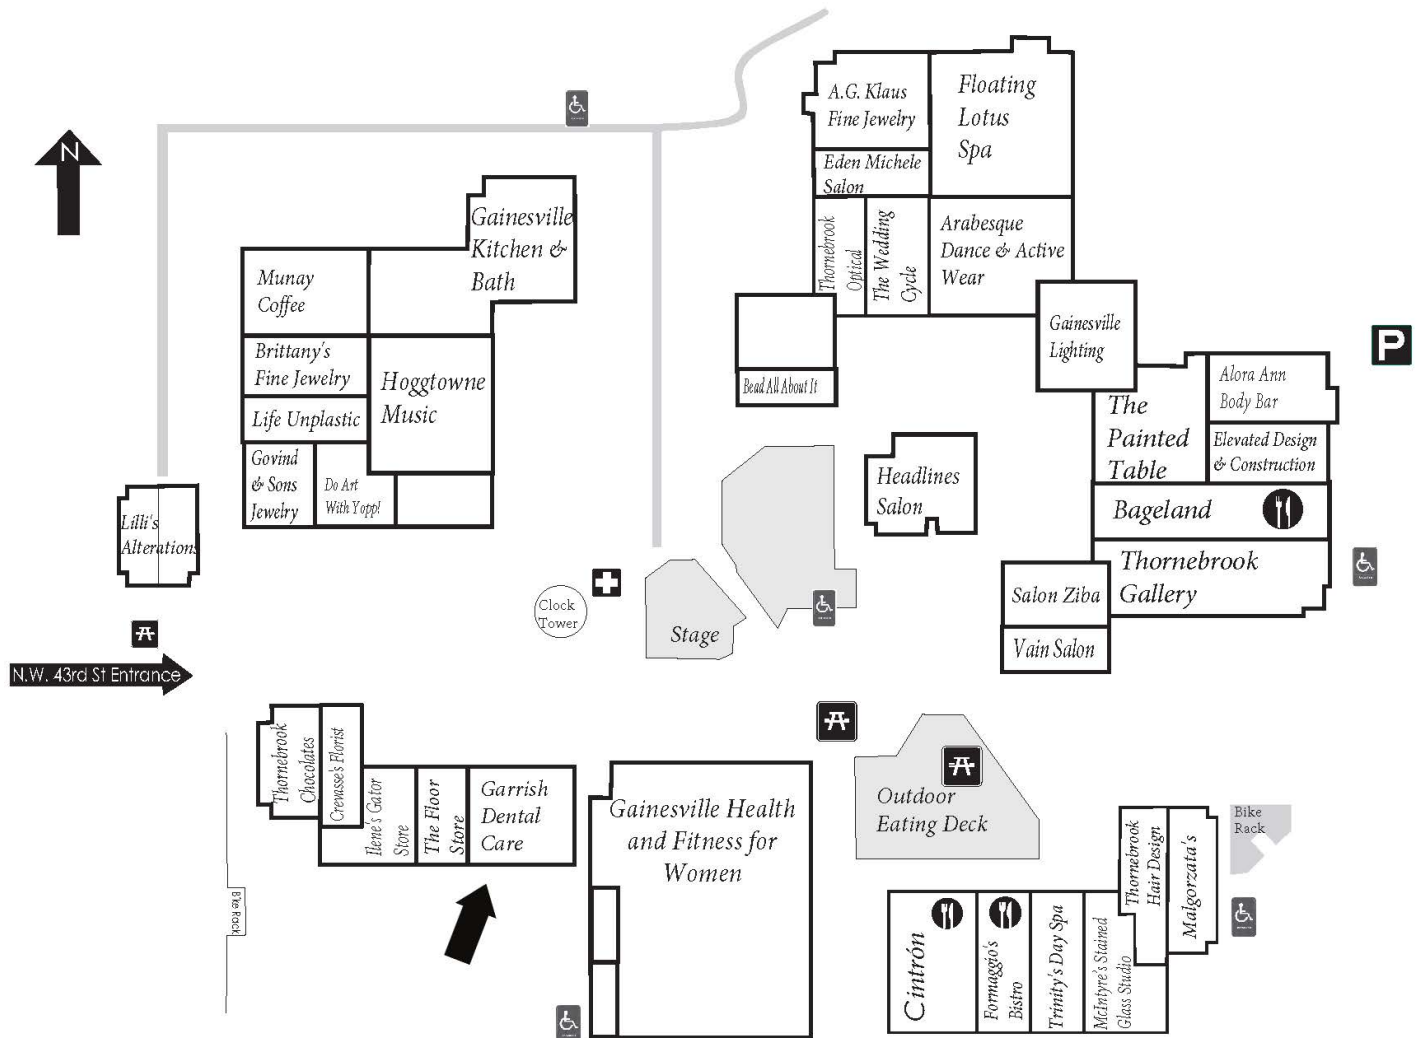 N
A.G. Klaus
Fine Jewelry
Floating
Lotus
Spa
Eden Michele
Salon
Thornebrook
Optical
The Wedding
Cycle
Arabesque
Dance & Active
Wear
Gainesville
Kitchen &
Bath
Munay
Coffee
Brittany's
Fine Jewelry
Hoggtowne
Music
Life Unplastic
Govind
& Sons
Jewelry
Do Art
With Yopp!
Lilli's
Alterations
Gainesville
Lighting
P
Bead All About It
The
Painted
Table
Alora Ann
Body Bar
Elevated Design
& Construction
Headlines
Salon
Bageland
Thornebrook
Gallery
Salon Ziba
Vain Salon
Clock
Tower
Stage
N.W. 43rd St Entrance
Thornebrook
Chocolates
Crevasse's Florist
Ilene's Gator
Store
The Floor
Store
Garrish
Dental
Care
Gainesville Health
and Fitness for
Women
Outdoor
Eating Deck
Bike
Rack
Bike Rack
Cintrón
Formaggio's
Bistro
Trinity's Day Spa
McIntyre's Stained
Glass Studio
Thornebrook
Hair Design
Malgorzata's